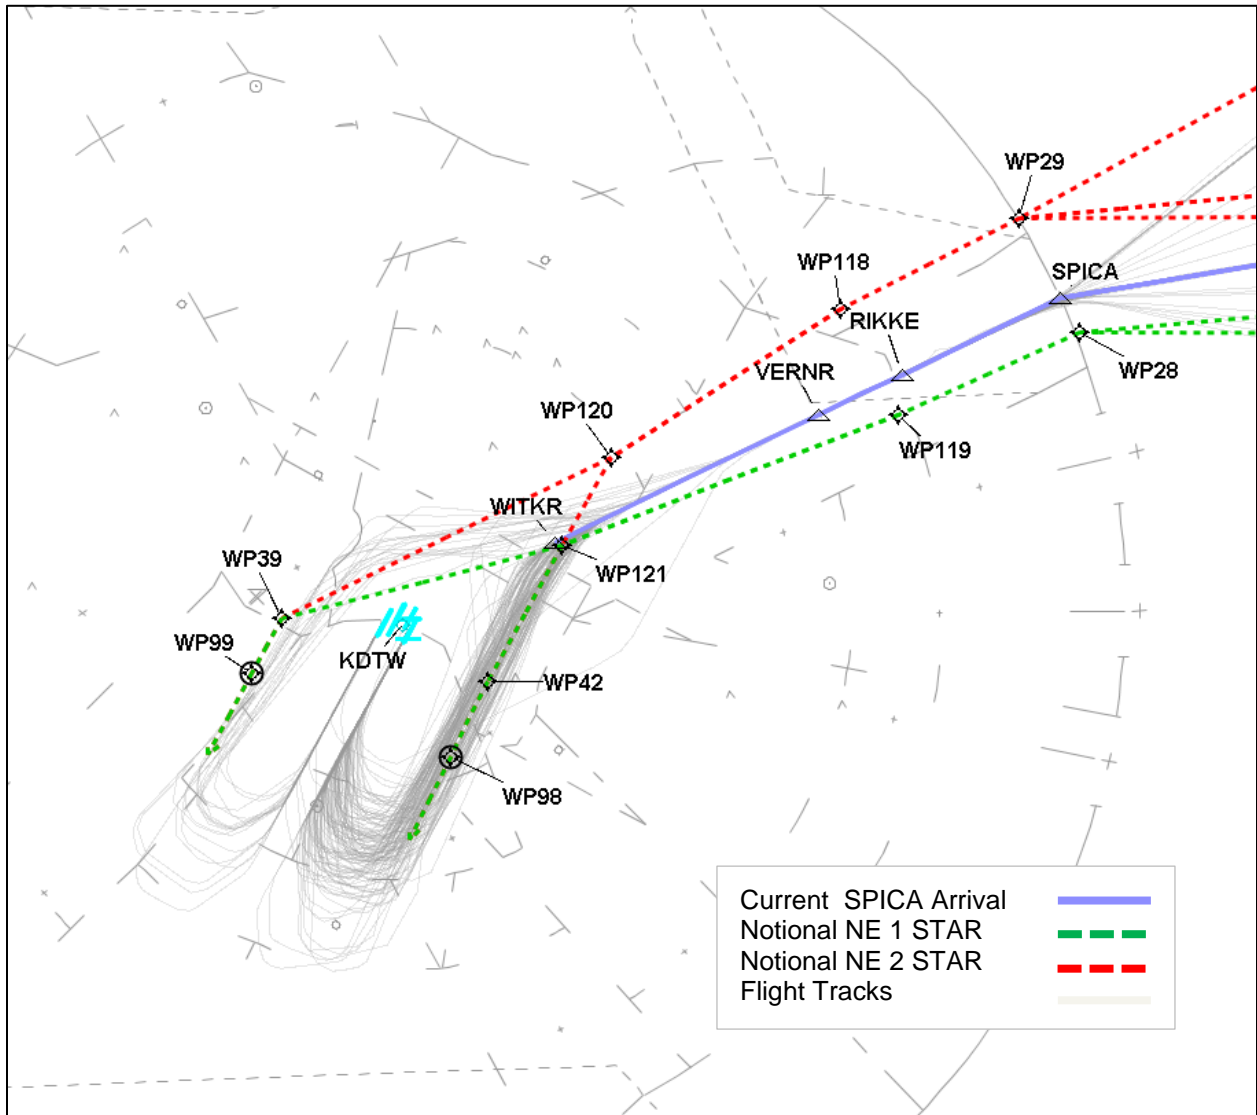 WP29
SPICA
WP118
RIKKE
VERNR
WP28
WP120
WP119
WITKR
WP39
WP121
WP99
KDTW
WP42
WP98
Current SPICA Arrival
Notional NE 1 STAR
Notional NE 2 STAR
Flight Tracks